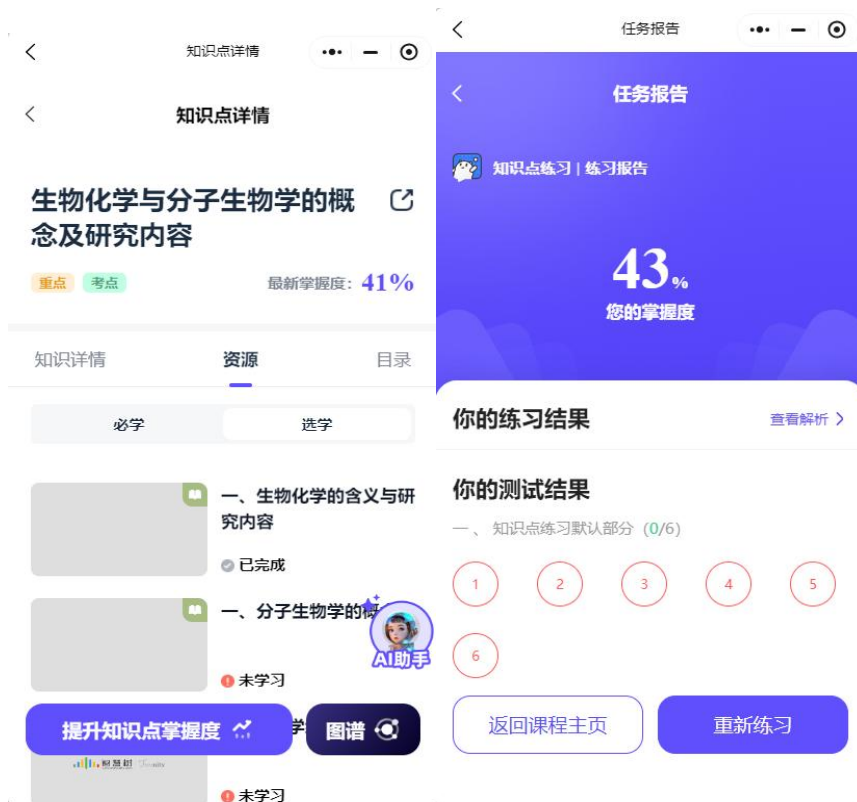 知识点详情
知识点详情
生物化学与分子生物学的概
念及研究内容
重点 考点 最新掌握度：41%
知识详情 资源 目录
必学 选学
一、生物化学的含义与研
究内容
已完成
一、分子生物学的
AI助手
未学习
提升知识点掌握度 图谱
智慧树
未学习
任务报告
任务报告
知识点练习 | 练习报告
43%
您的掌握度
你的练习结果 查看解析
你的测试结果
一 、 知识点练习默认部分（0/6）
1 2 3 4 5
6
返回课程主页 重新练习